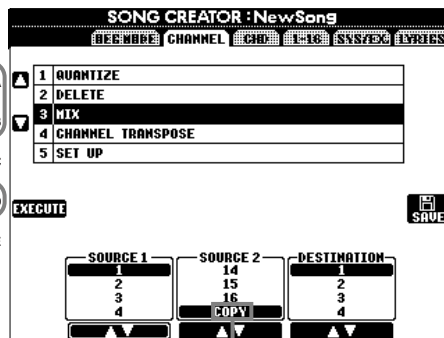 SONG CREATOR : NewSong
REC MODE CHANNEL CHD 1-16 SYS/EX. LYRICS
1 QUANTIZE
2 DELETE
3 MIX
4 CHANNEL TRANSPOSE
5 SET UP
EXECUTE
SAVE
SOURCE 1 SOURCE 2 DESTINATION
1 14 1
2 15 2
3 16 3
4 COPY 4